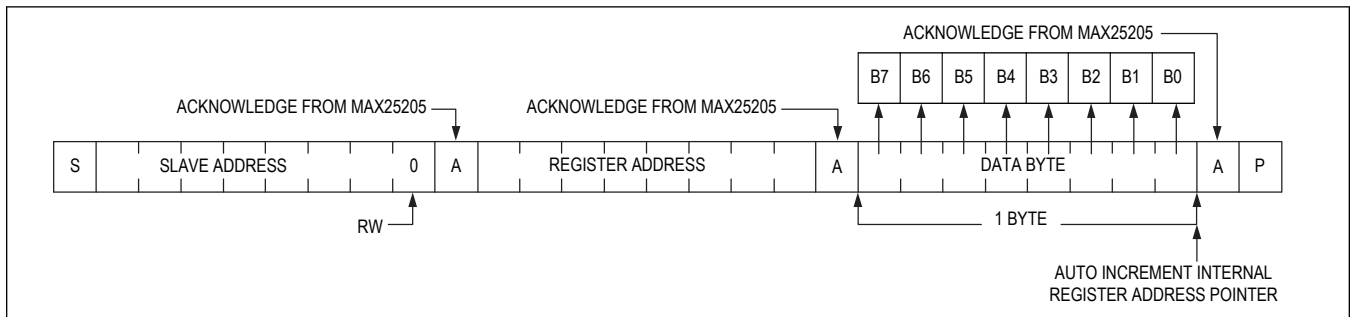 ACKNOWLEDGE FROM MAX25205
B7 B6 B5 B4 B3 B2 B1 B0
ACKNOWLEDGE FROM MAX25205 ACKNOWLEDGE FROM MAX25205
S SLAVE ADDRESS 0 A REGISTER ADDRESS A DATA BYTE A P
RW 1 BYTE
AUTO INCREMENT INTERNAL
REGISTER ADDRESS POINTER